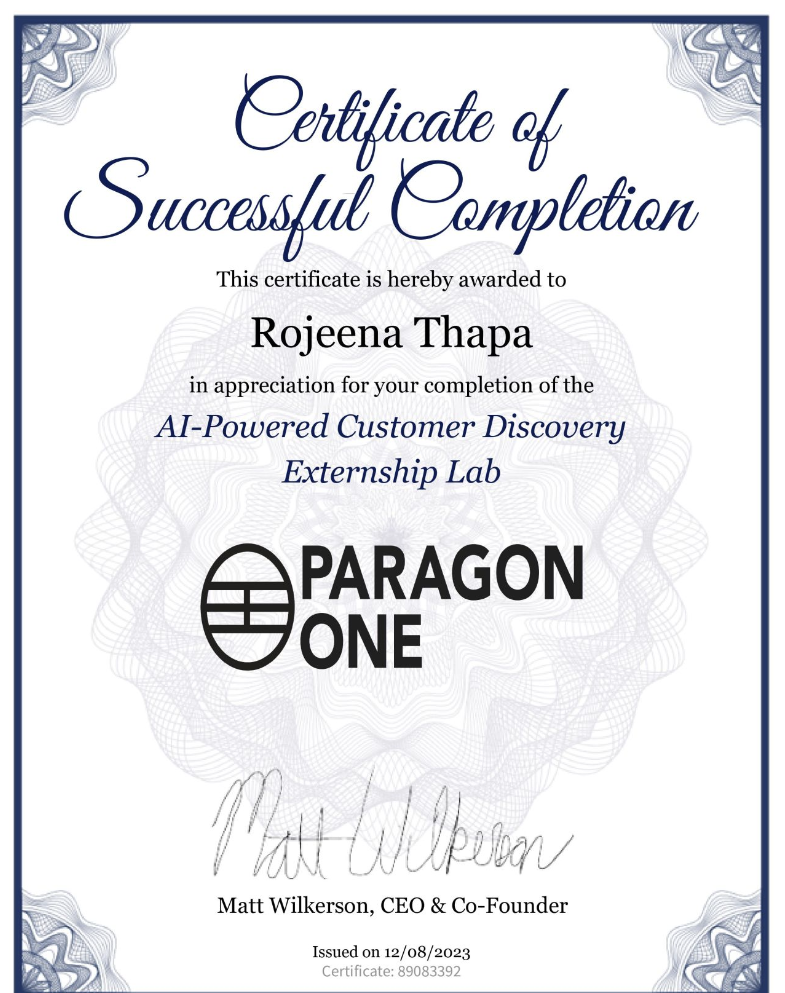 Certificate of
Successful Completion
This certificate is hereby awarded to
Rojeena Thapa
in appreciation for your completion of the
AI-Powered Customer Discovery
Externship Lab
PARAGON
ONE
Matt Wilkerson
Matt Wilkerson, CEO & Co-Founder
Issued on 12/08/2023
Certificate: 89083392